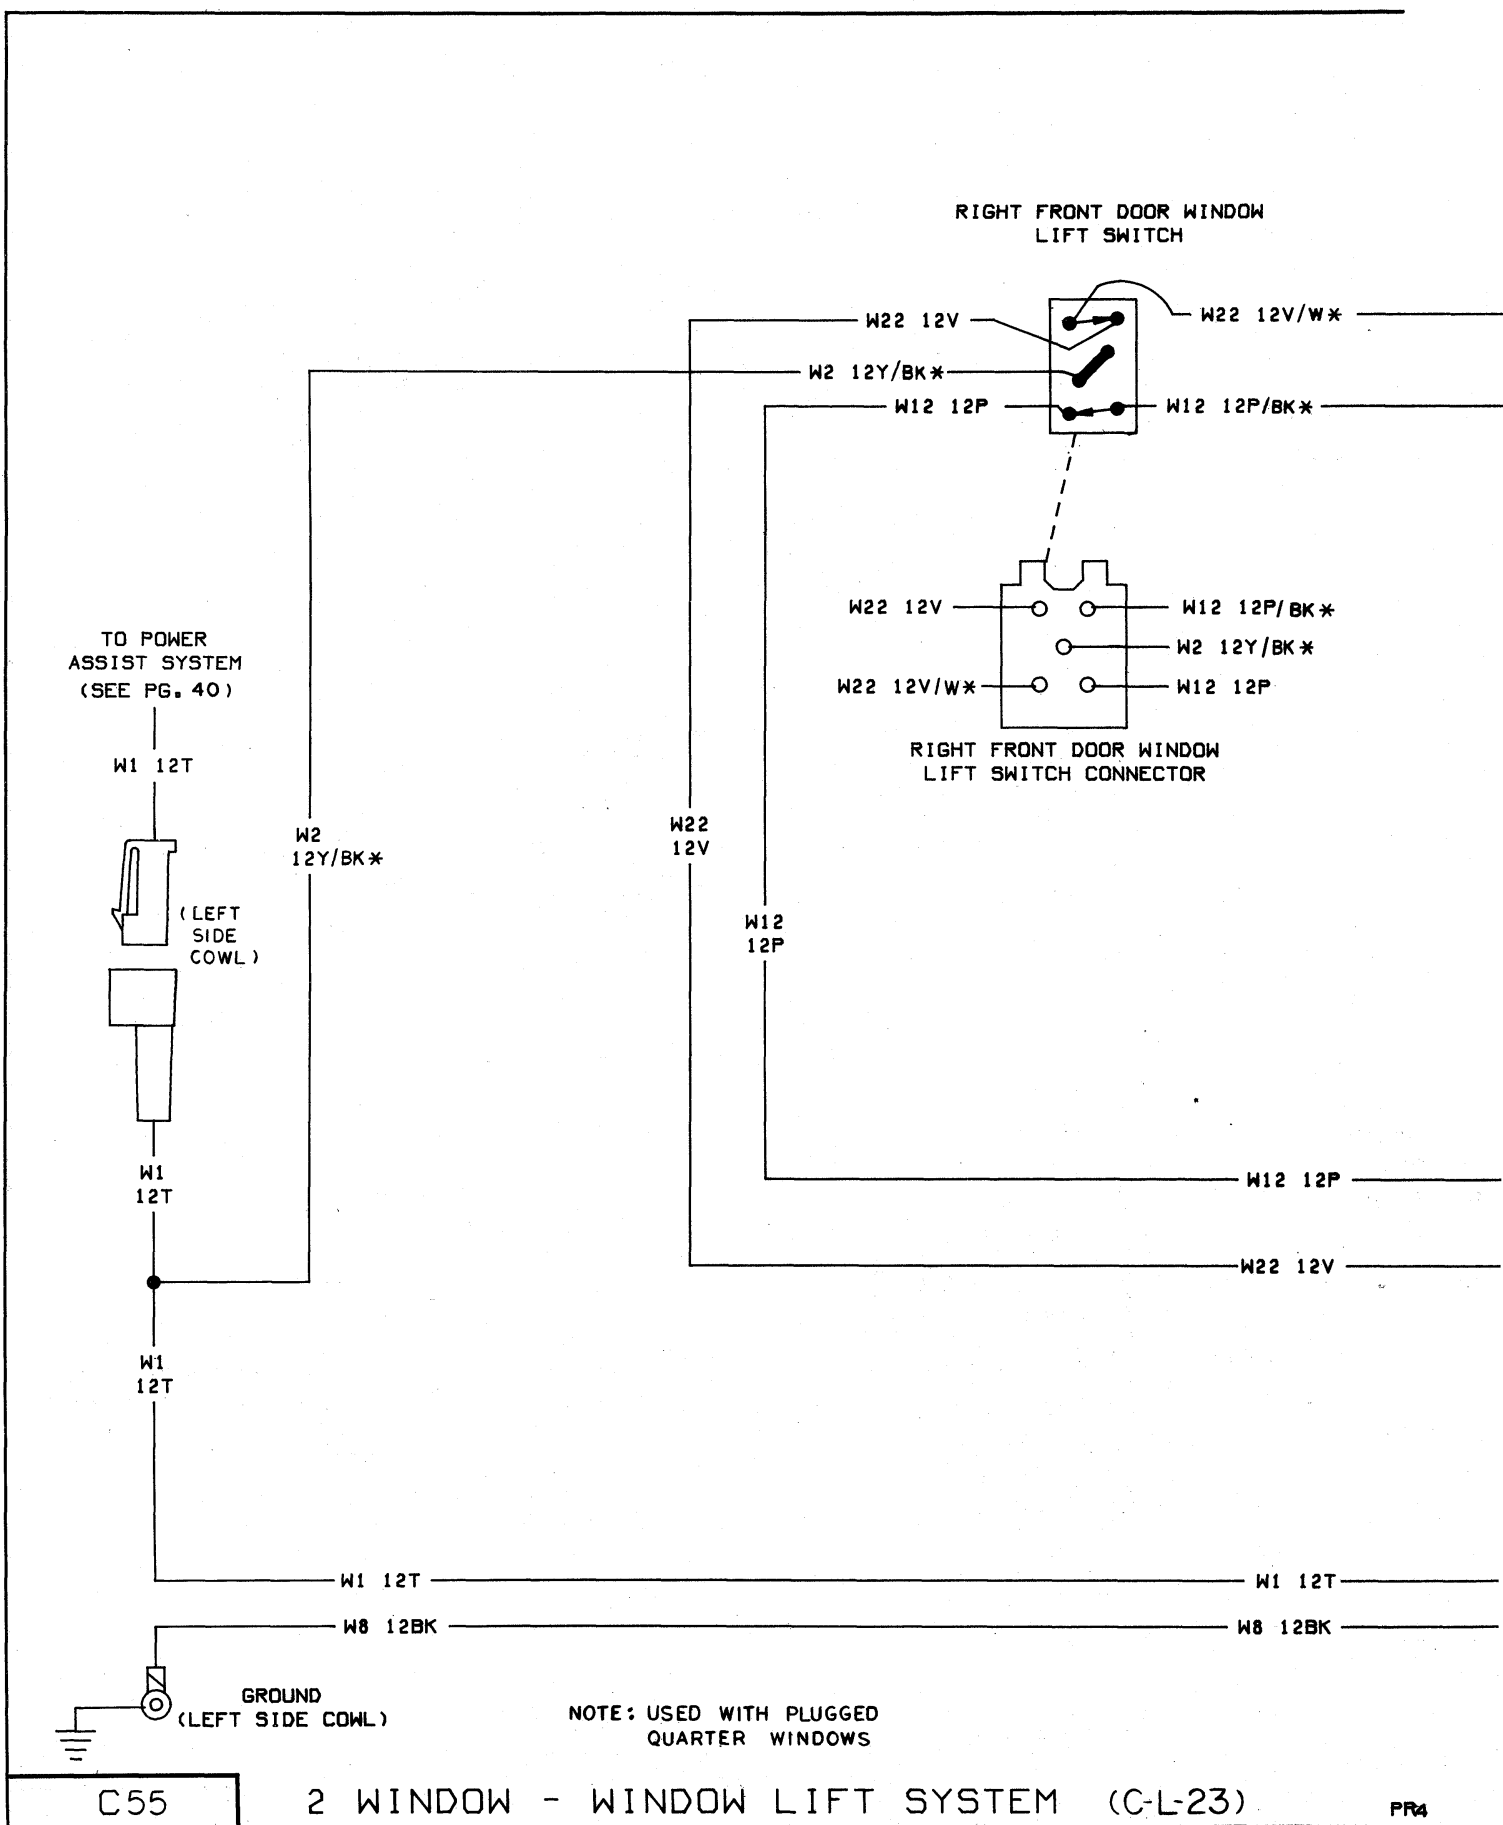 RIGHT FRONT DOOR WINDOW
LIFT SWITCH
W22 12V
W22 12V/W*
W2 12Y/BK*
W12 12P
W12 12P/BK*
W22 12V
W12 12P/BK*
W2 12Y/BK*
W22 12V/W*
W12 12P
RIGHT FRONT DOOR WINDOW
LIFT SWITCH CONNECTOR
TO POWER
ASSIST SYSTEM
(SEE PG. 40)
W1 12T
(LEFT
SIDE
COWL)
W2
12Y/BK*
W22
12V
W12
12P
W1
12T
W12 12P
W22 12V
W1
12T
W1 12T
W1 12T
W8 12BK
W8 12BK
GROUND
(LEFT SIDE COWL)
NOTE: USED WITH PLUGGED
QUARTER WINDOWS
C55
2 WINDOW - WINDOW LIFT SYSTEM (C-L-23)
PR4